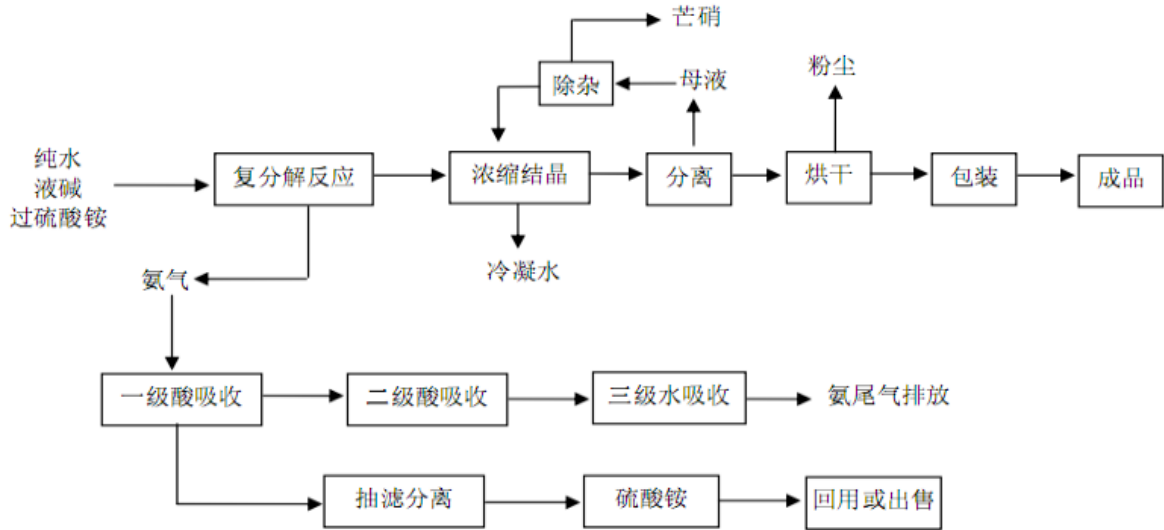 芒硝
除杂
母液
粉尘
纯水
液碱
过硫酸铵
复分解反应
浓缩结晶
分离
烘干
包装
成品
冷凝水
氨气
一级酸吸收
二级酸吸收
三级水吸收
氨尾气排放
抽滤分离
硫酸铵
回用或出售